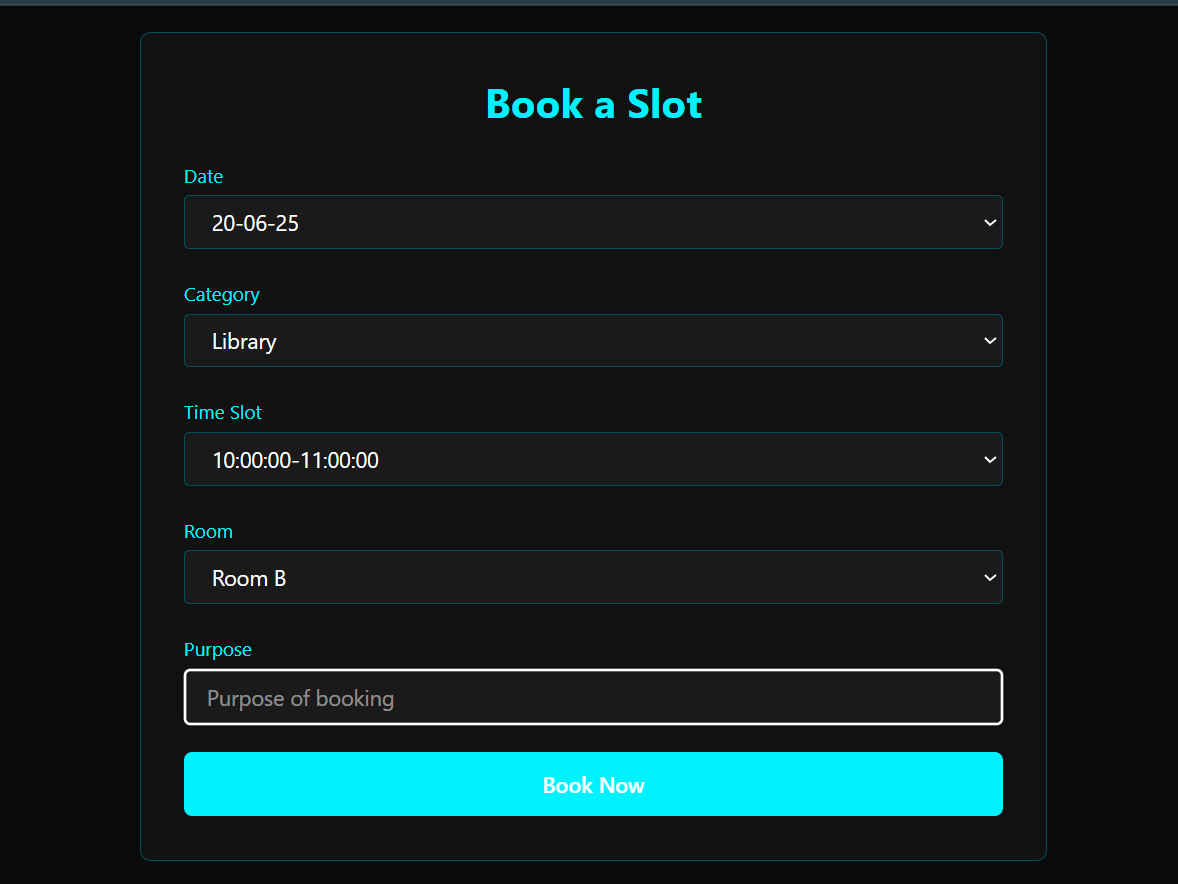 Book a Slot
Date
20-06-25
Category
Library
Time Slot
10:00:00-11:00:00
Room
Room B
Purpose
Purpose of booking
Book Now